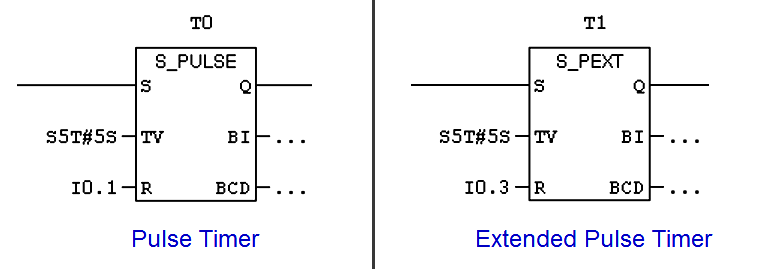 T0
S_PULSE
S Q
S5T#5S TV BI ...
I0.1 R BCD ...
Pulse Timer
T1
S_PEXT
S Q
S5T#5S TV BI ...
I0.3 R BCD ...
Extended Pulse Timer